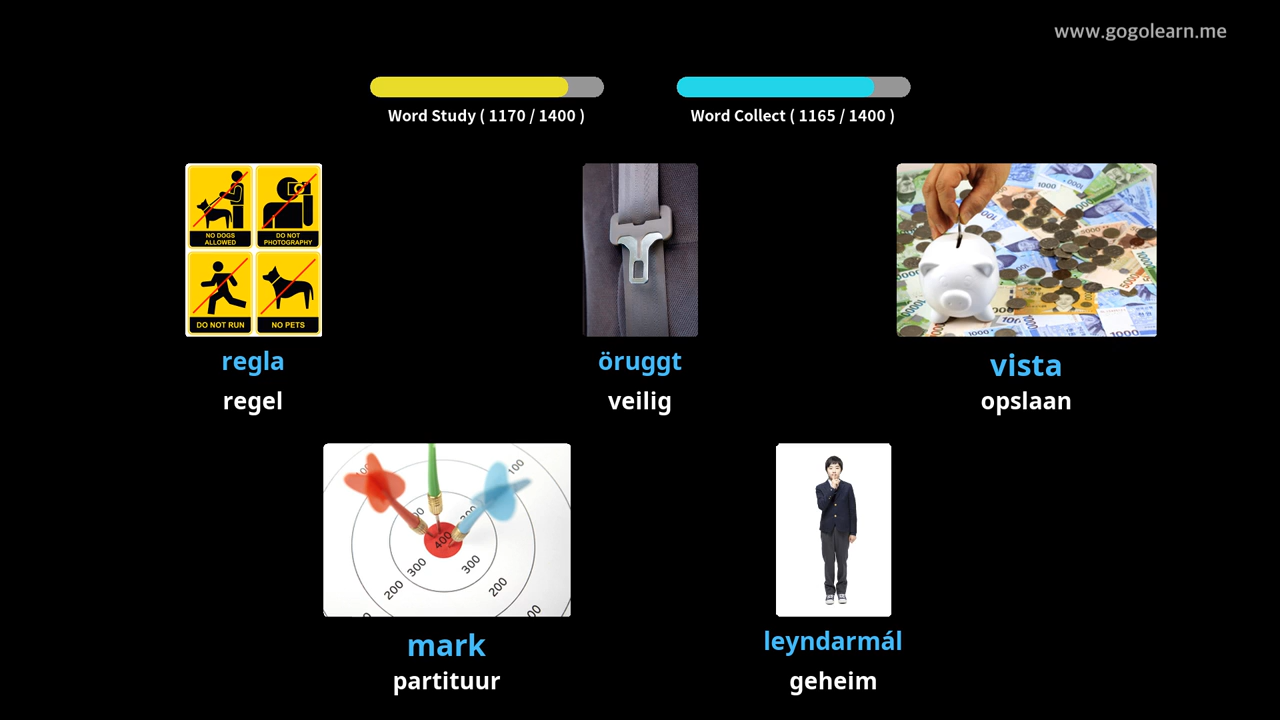 www.gogolearn.me
Word Study ( 1170 / 1400 )
Word Collect ( 1165 / 1400 )
NO DOGS
ALLOWED
DO NOT
PHOTOGRAPHY
DO NOT RUN
NO PETS
1000
regla
regel
öruggt
veilig
vista
opslaan
100
400
300
300
200
200
mark
partituur
leyndarmál
geheim